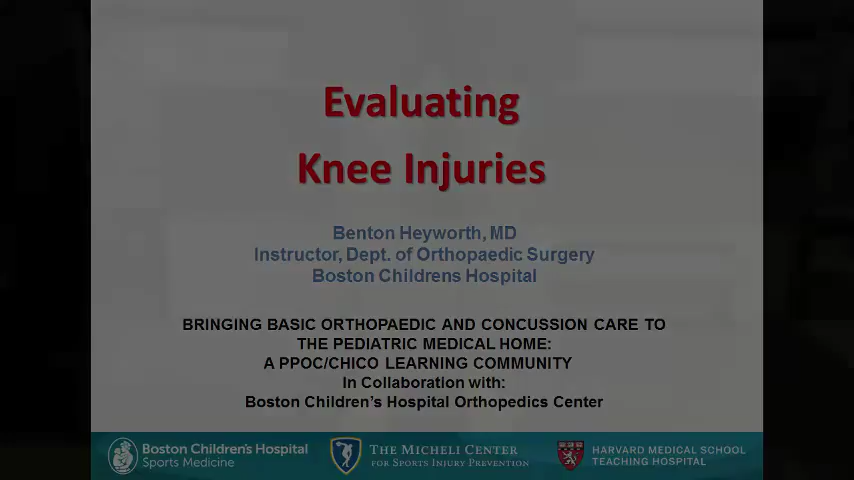 Evaluating
Knee Injuries
Benton Heyworth, MD
Instructor, Dept. of Orthopaedic Surgery
Boston Childrens Hospital
BRINGING BASIC ORTHOPAEDIC AND CONCUSSION CARE TO
THE PEDIATRIC MEDICAL HOME:
A PPOC/CHICO LEARNING COMMUNITY
In Collaboration with:
Boston Children's Hospital Orthopedics Center
Boston Children's Hospital
Sports Medicine
THE MICHELI CENTER
FOR SPORTS INJURY PREVENTION
HARVARD MEDICAL SCHOOL
TEACHING HOSPITAL